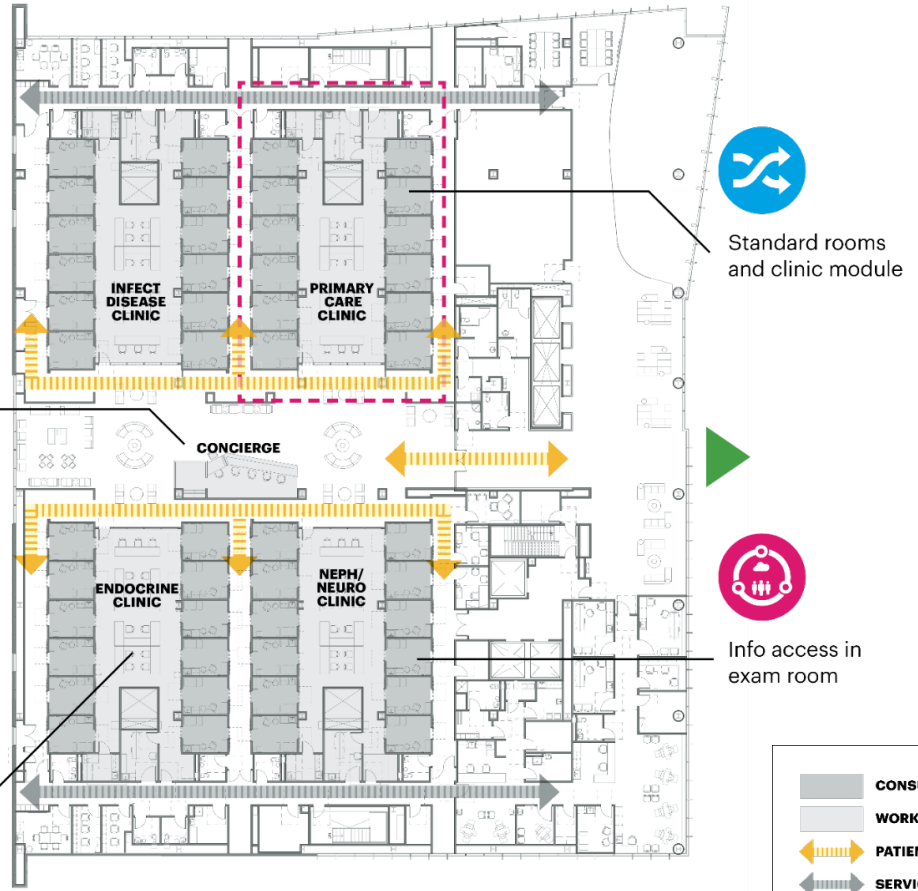 Standard rooms
and clinic module
INFECT
DISEASE
CLINIC
PRIMARY
CARE
CLINIC
CONCIERGE
ENDOCRINE
CLINIC
NEPH/
NEURO
CLINIC
Info access in
exam room
CONSU
WORK
PATIEN
SERVIC